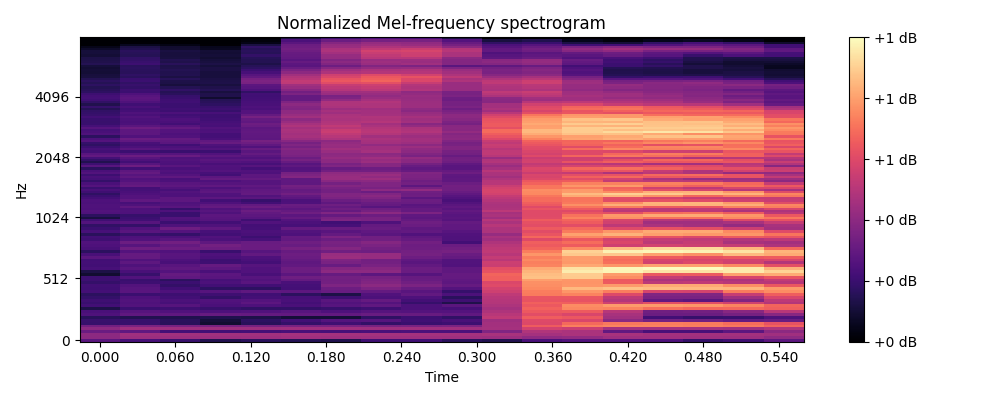 Normalized Mel-frequency spectrogram
+1 dB
4096
+1 dB
2048
+1 dB
Hz
1024
+0 dB
512
+0 dB
0
+0 dB
0.000 0.060 0.120 0.180 0.240 0.300 0.360 0.420 0.480 0.540
Time